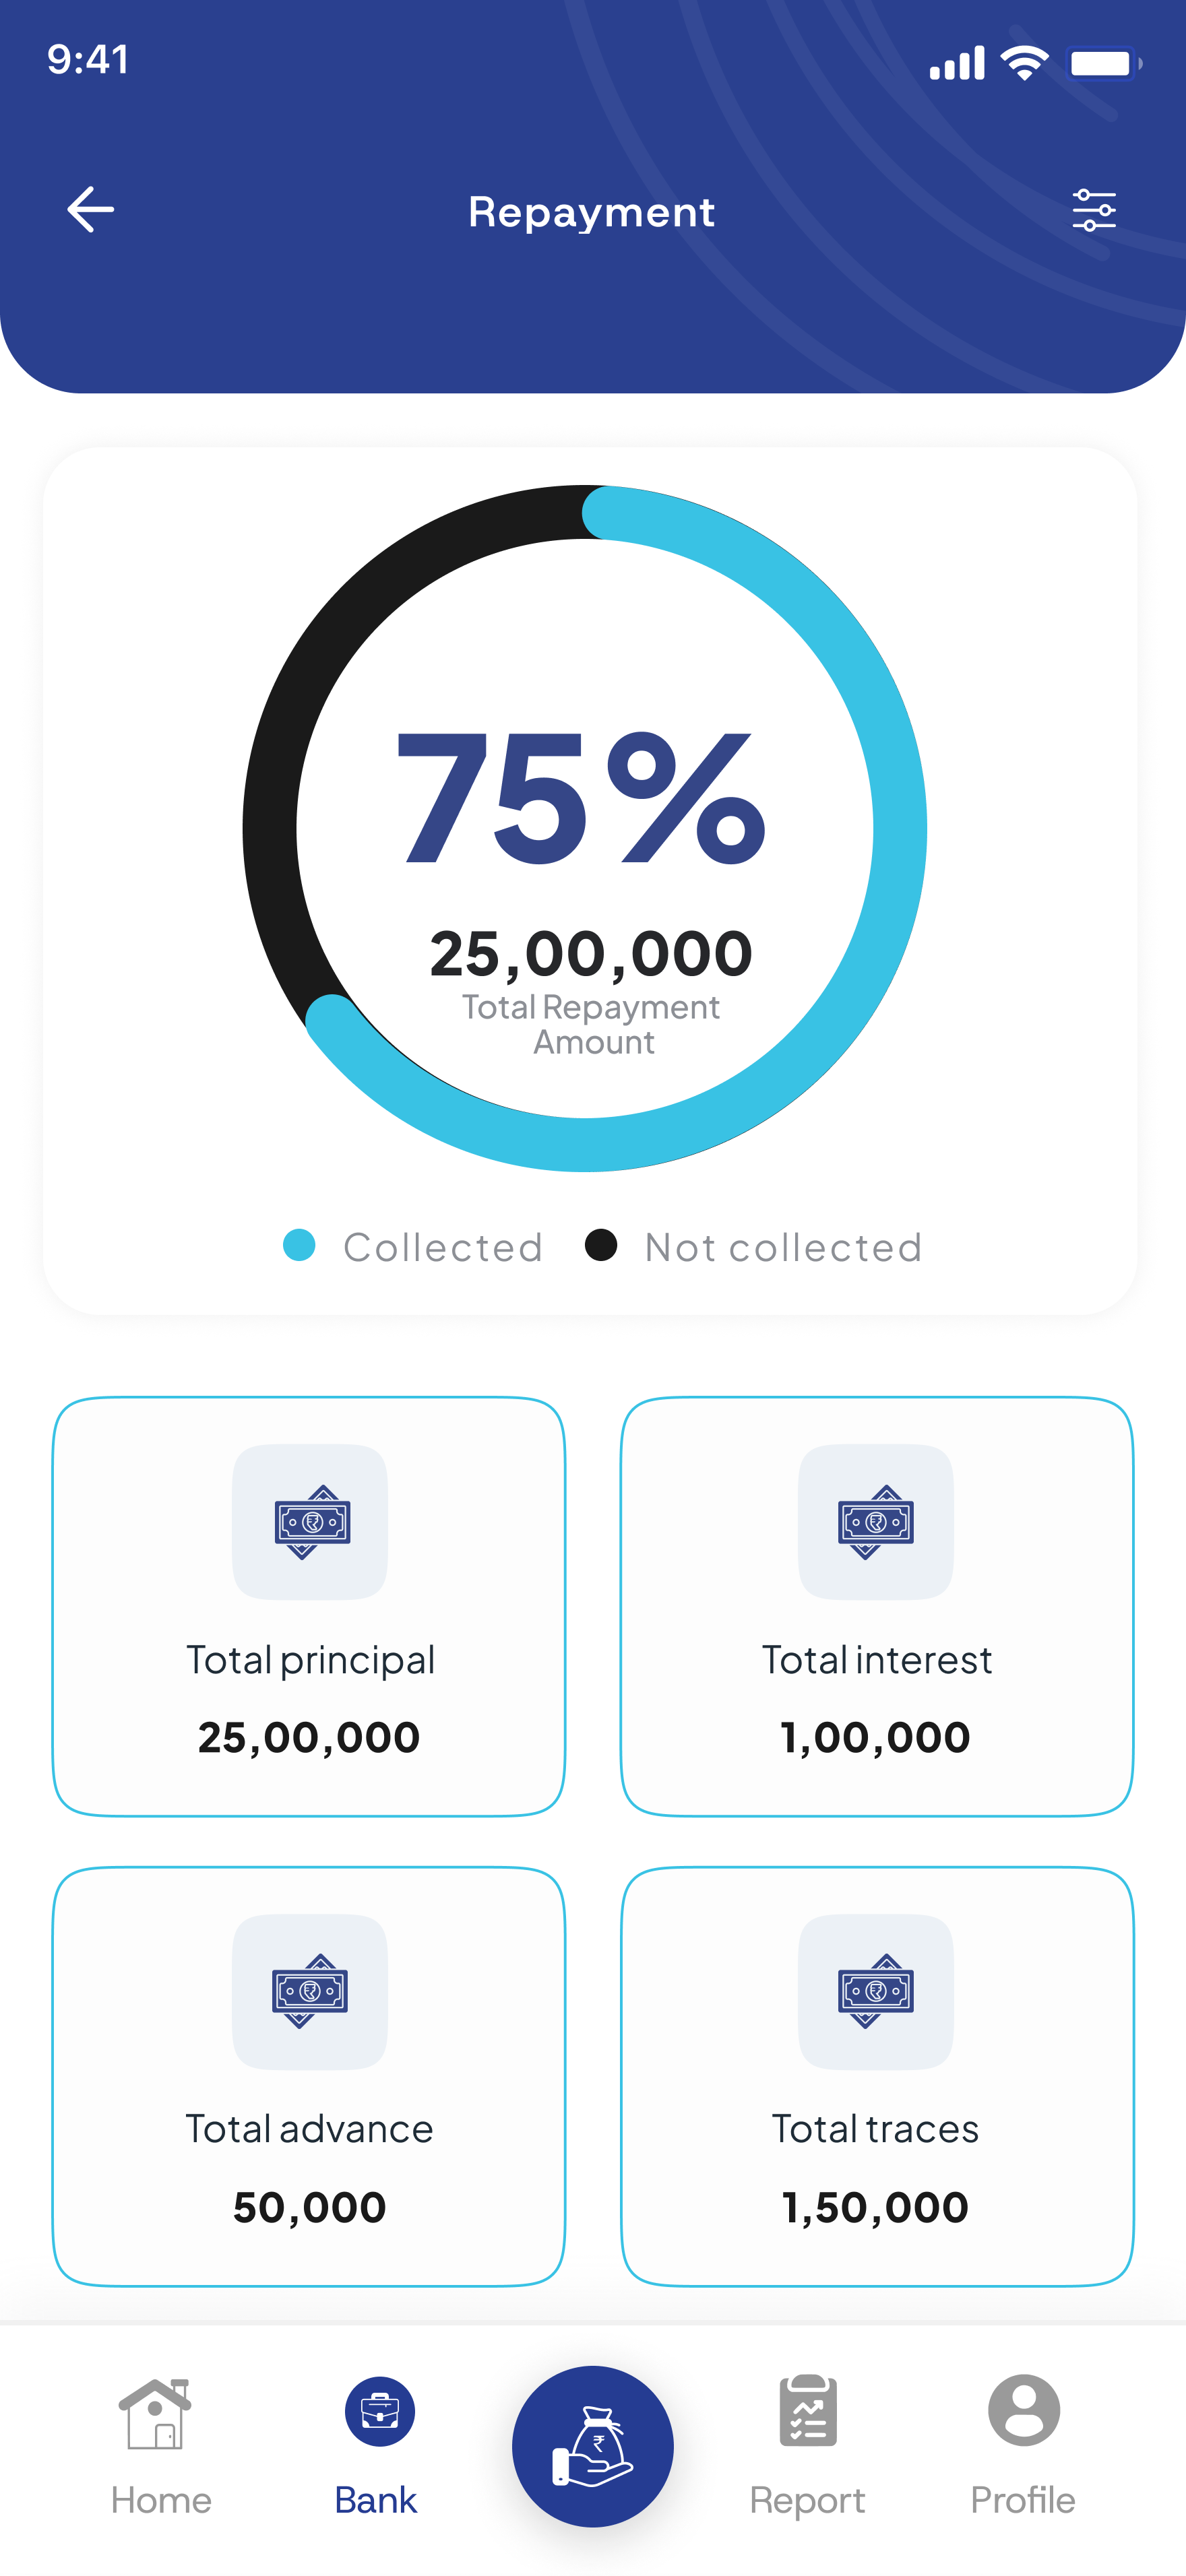 9:41
Repayment
75%
25,00,000
Total Repayment
Amount
Collected
Not collected
Total principal
25,00,000
Total interest
1,00,000
Total advance
50,000
Total traces
1,50,000
Home
Bank
Report
Profile